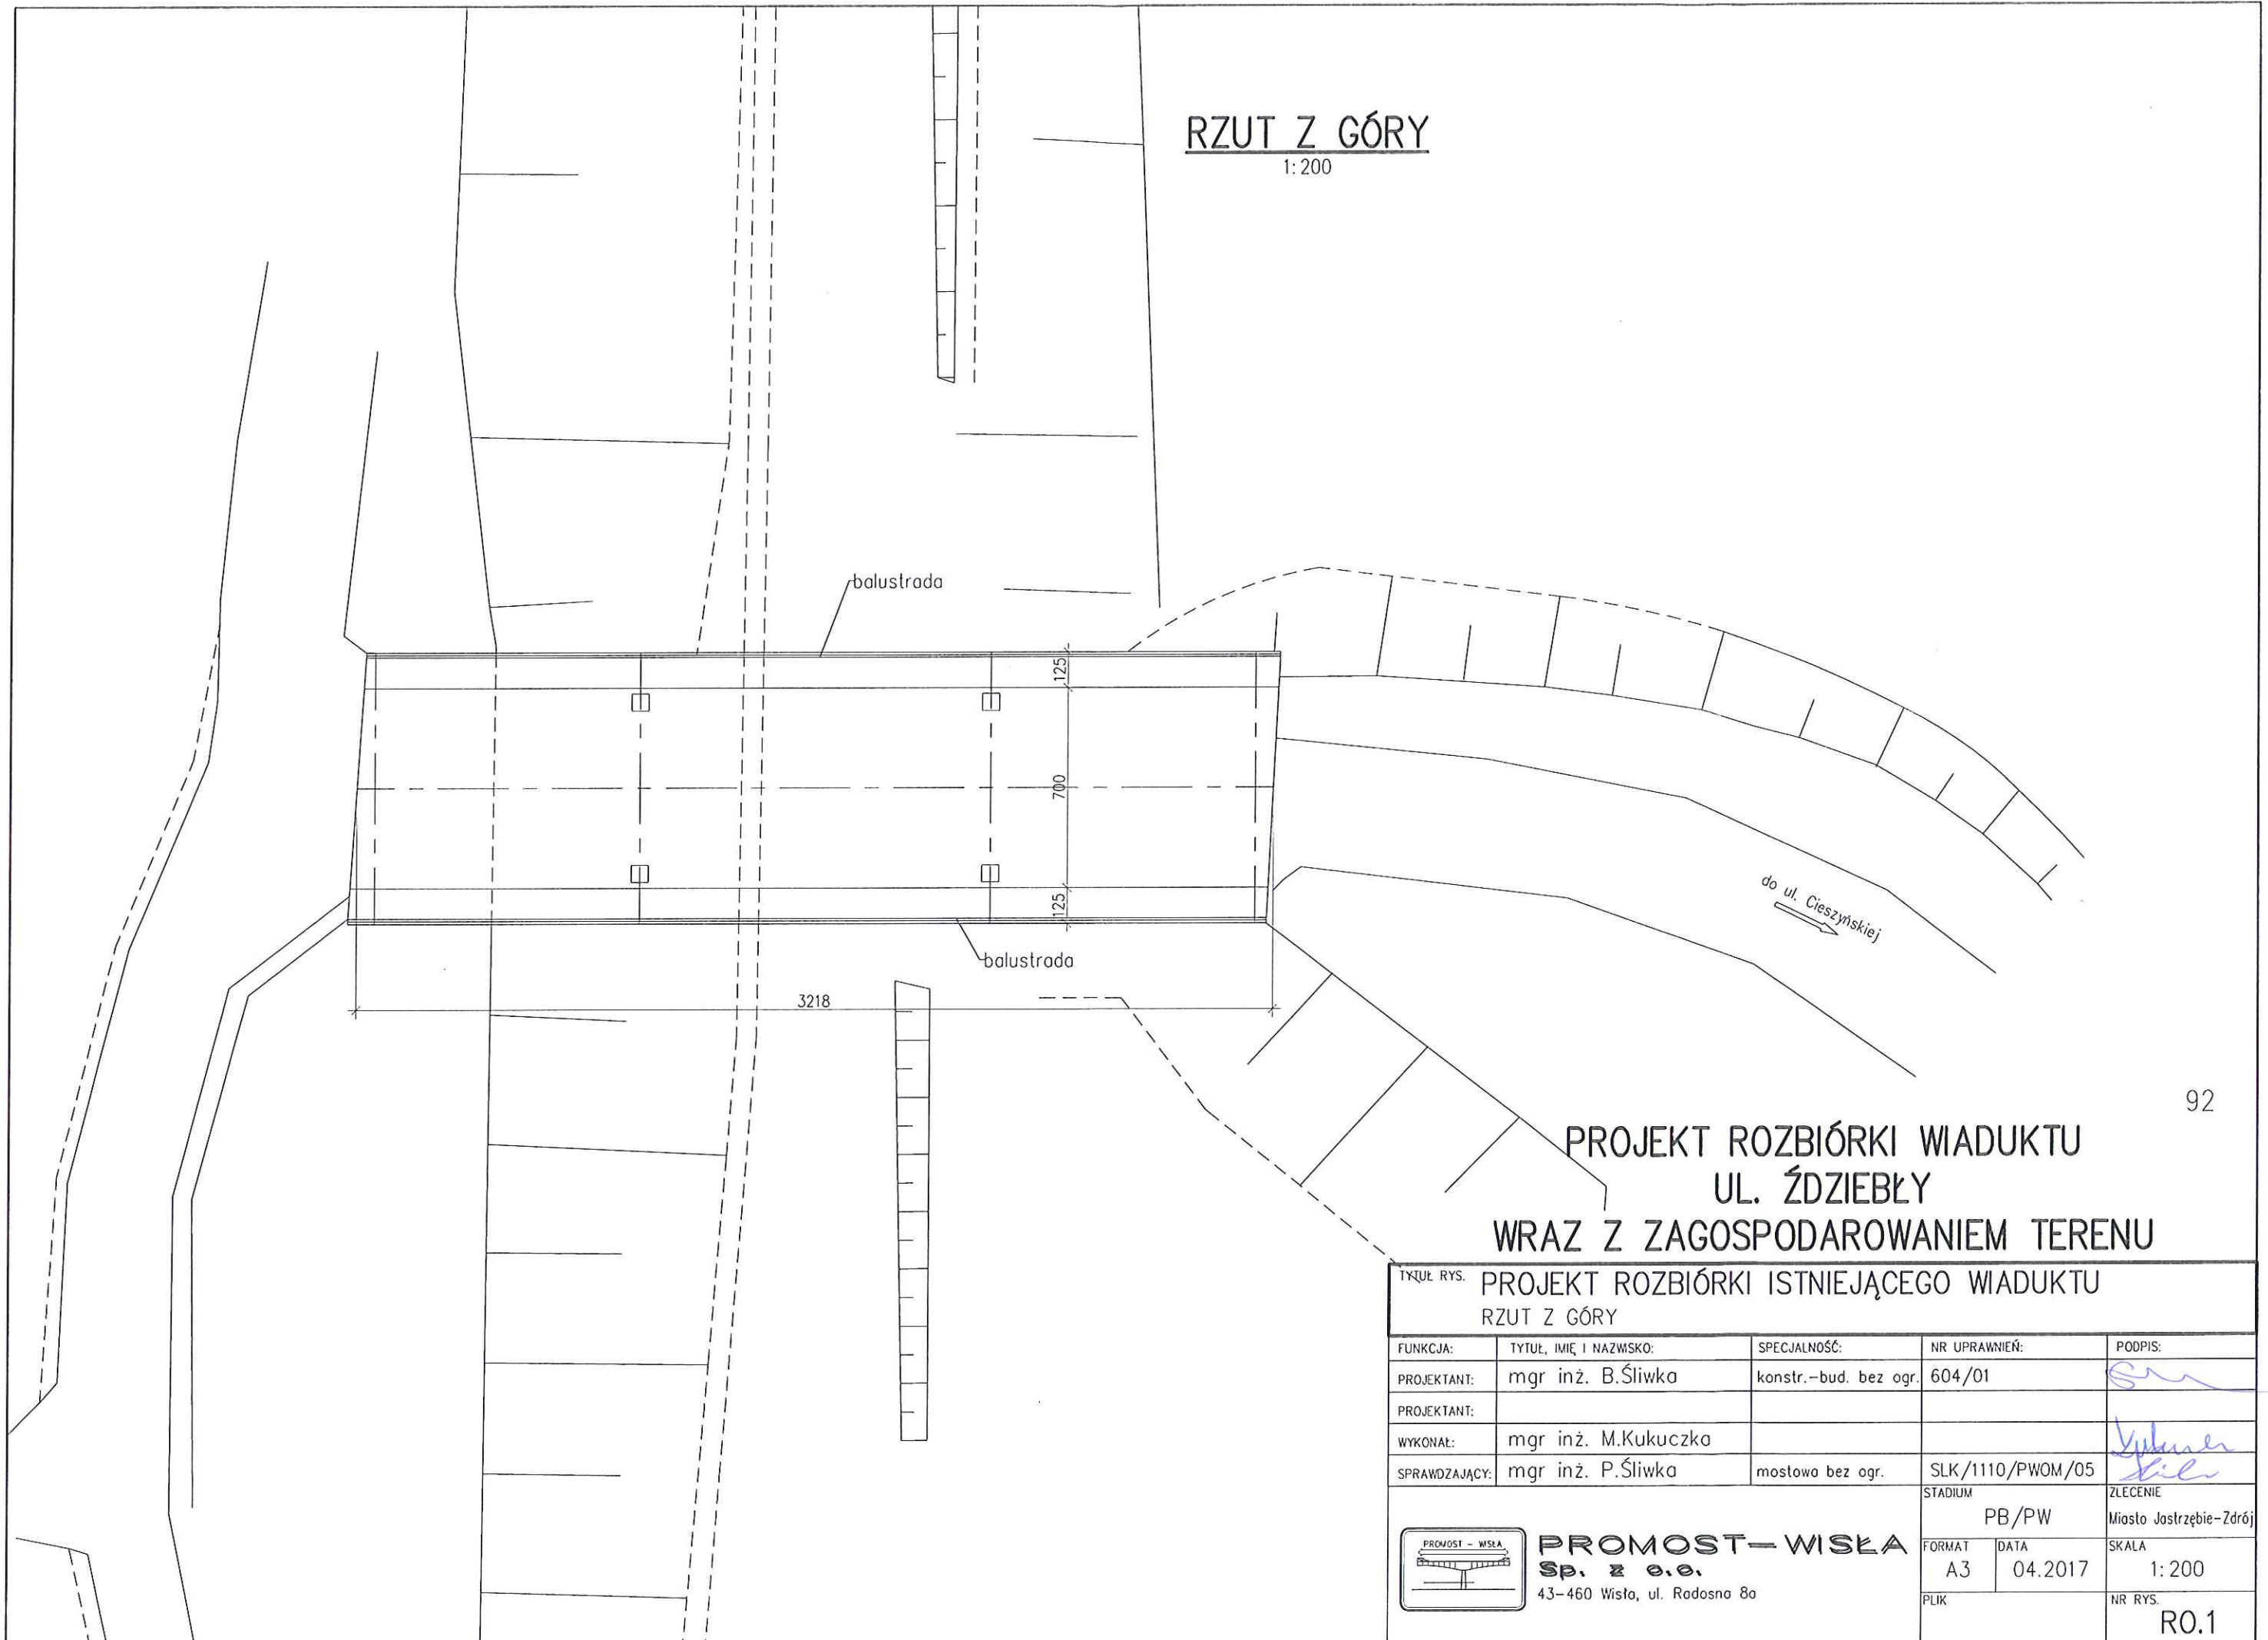 RZUT Z GÓRY
1:200
balustrada
125
700
125
balustrada
3218
do ul. Cieszyńskiej
92
PROJEKT ROZBIÓRKI WIADUKTU
UL. ŹDZIEBŁY
WRAZ Z ZAGOSPODAROWANIEM TERENU
TYTUŁ RYS. PROJEKT ROZBIÓRKI ISTNIEJĄCEGO WIADUKTU
RZUT Z GÓRY
FUNKCJA: TYTUŁ, IMIĘ I NAZWISKO: SPECJALNOŚĆ: NR UPRAWNIEŃ: PODPIS:
PROJEKTANT: mgr inż. B.Śliwka konstr.-bud. bez ogr. 604/01
PROJEKTANT:
WYKONAŁ: mgr inż. M.Kukuczka
SPRAWDZAJĄCY: mgr inż. P.Śliwka mostowa bez ogr. SLK/1110/PWOM/05
STADIUM ZLECENIE
PB/PW Miasto Jastrzębie-Zdrój
PROMOST - WISŁA
PROMOST-WISŁA
Sp. z o.o.
43-460 Wisła, ul. Radosna 8a
FORMAT DATA SKALA
A3 04.2017 1:200
PLIK NR RYS.
RO.1